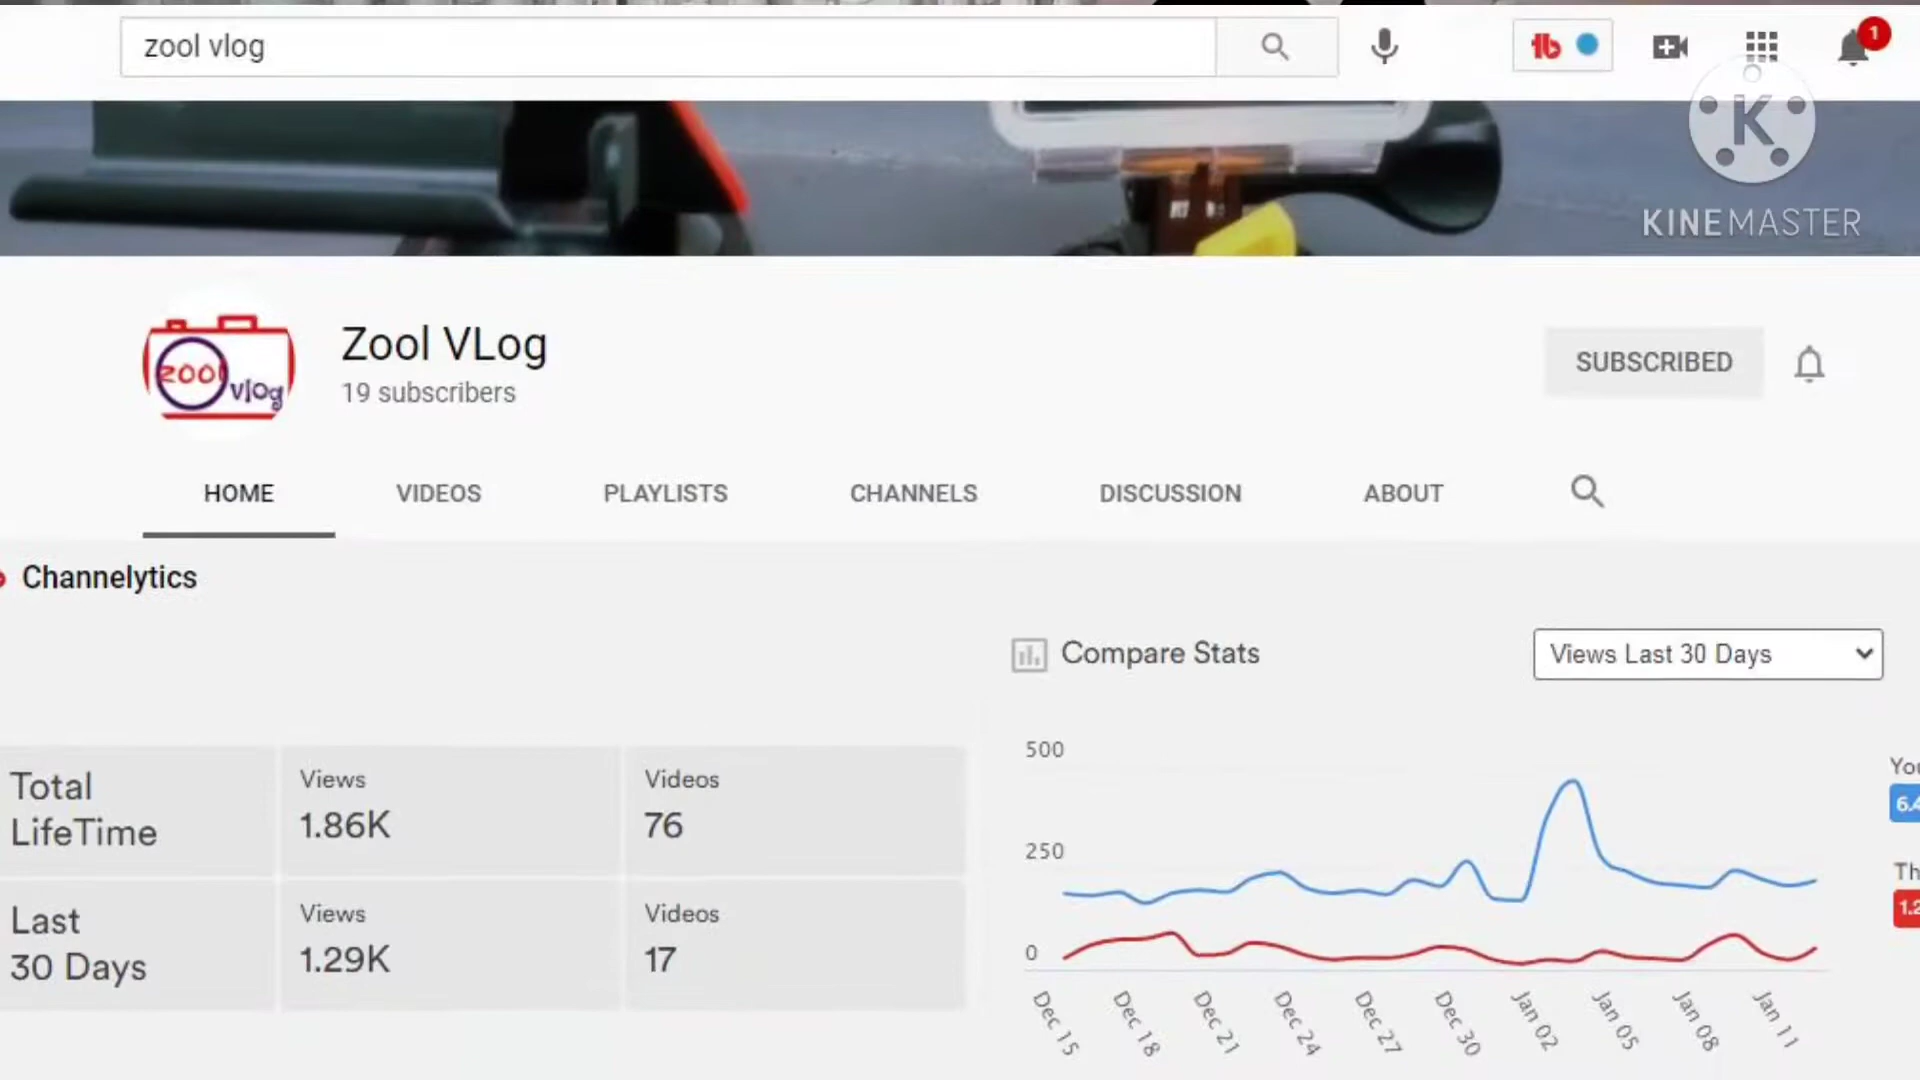 zool vlog
1
K
KINEMASTER
zool vlog
Zool VLog
19 subscribers
SUBSCRIBED
HOME VIDEOS PLAYLISTS CHANNELS DISCUSSION ABOUT
Channelytics
Compare Stats
Views Last 30 Days
Total LifeTime
Views
1.86K
Videos
76
Last 30 Days
Views
1.29K
Videos
17
500
250
0
Dec 15
Dec 18
Dec 21
Dec 24
Dec 27
Dec 30
Jan 02
Jan 05
Jan 08
Jan 11